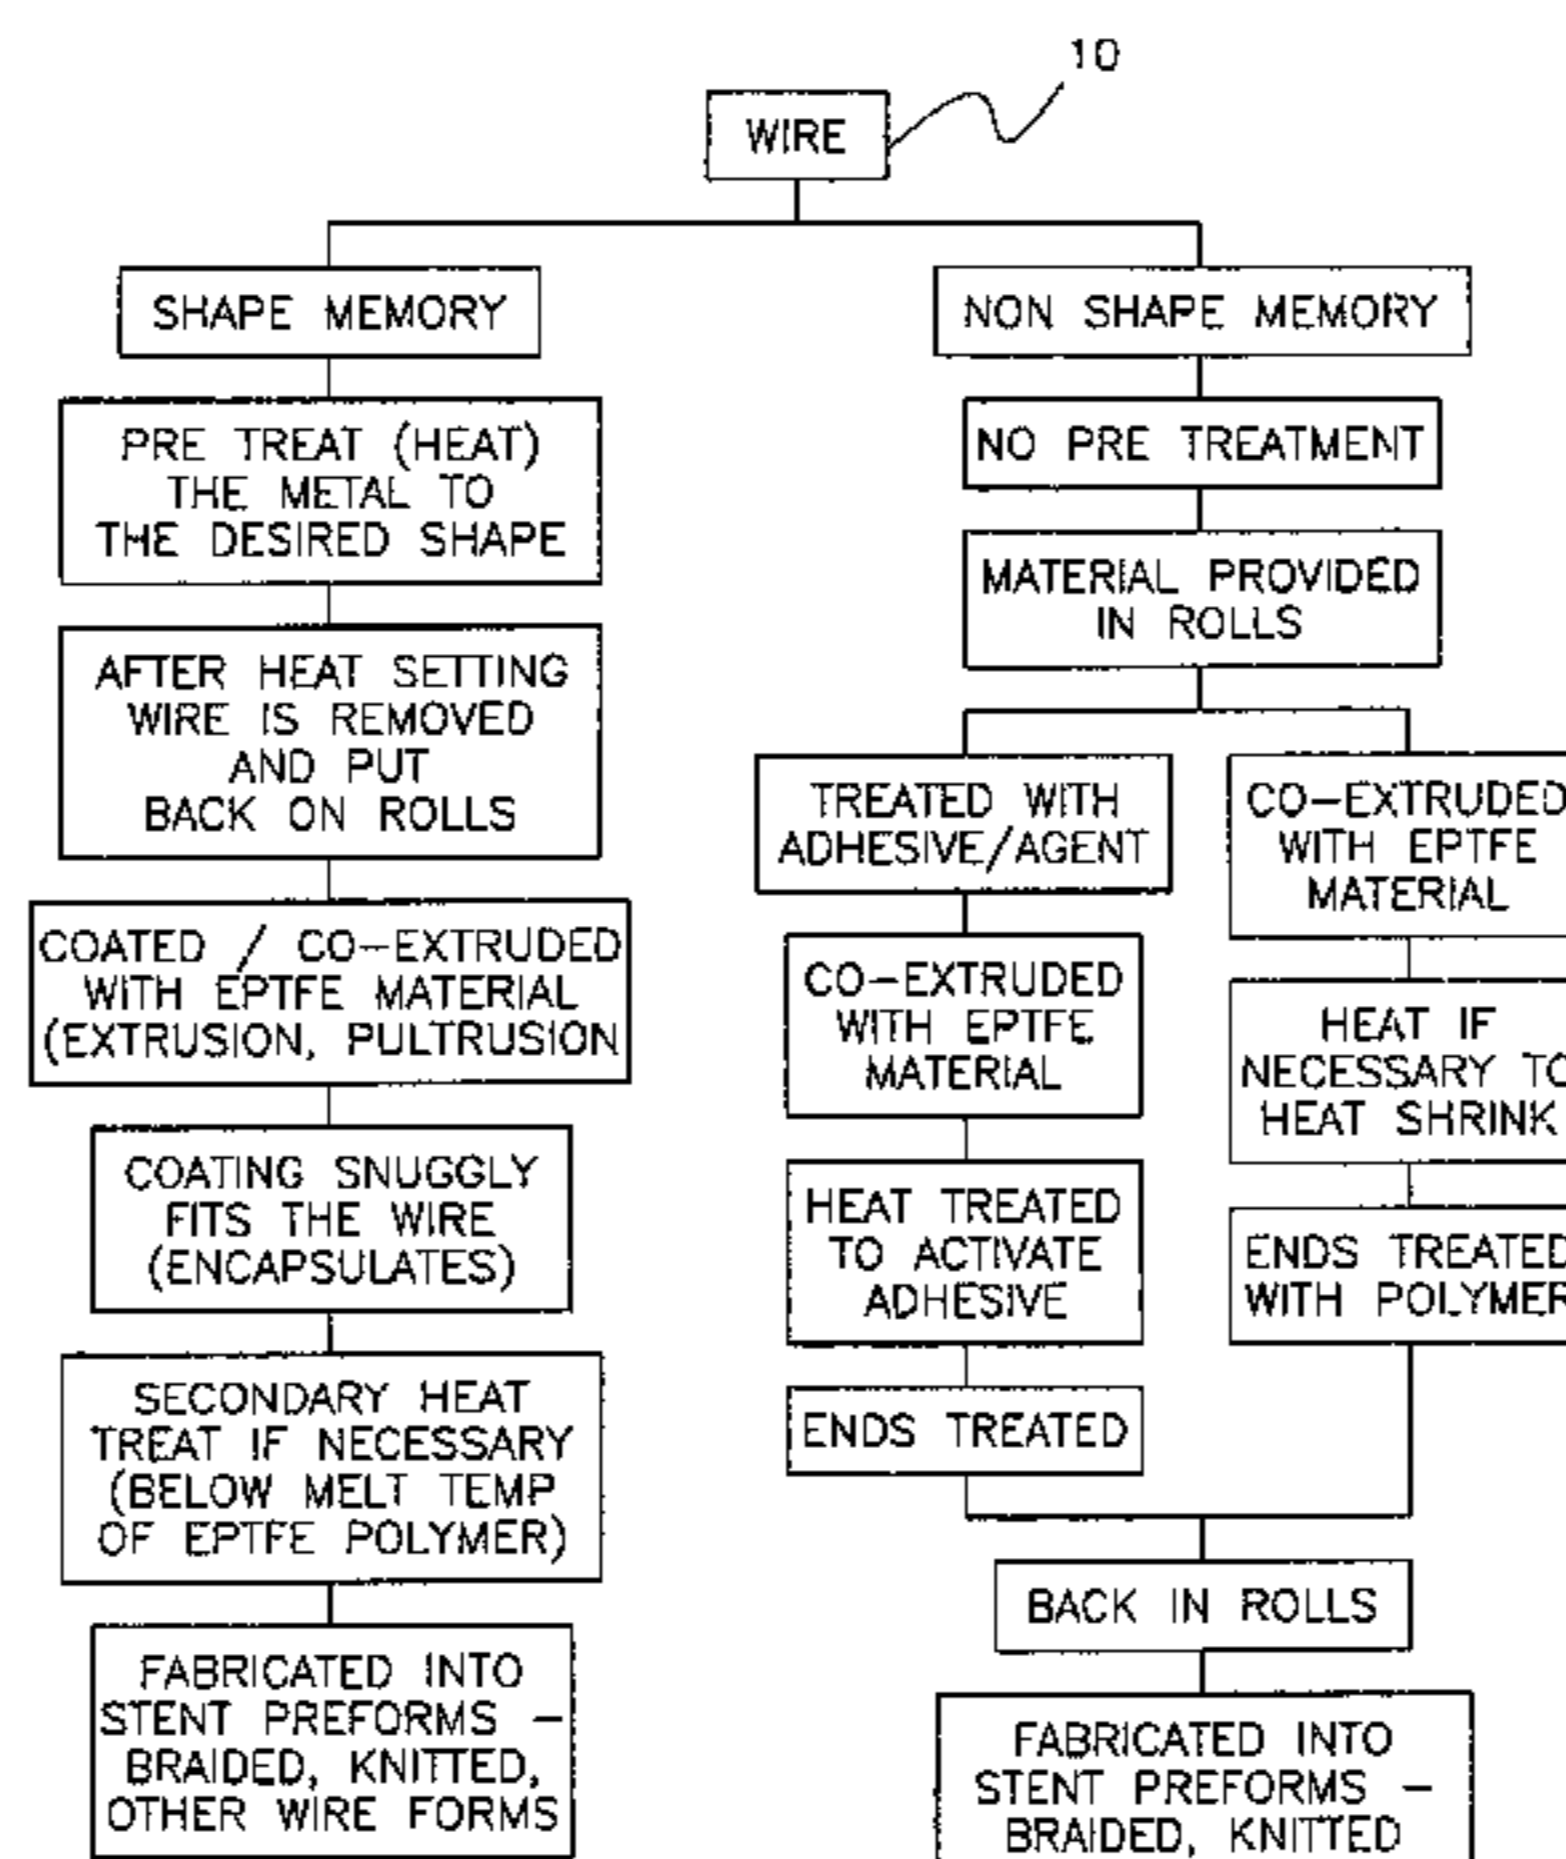 10
WIRE
SHAPE MEMORY
PRE TREAT (HEAT)
THE METAL TO
THE DESIRED SHAPE
AFTER HEAT SETTING
WIRE IS REMOVED
AND PUT
BACK ON ROLLS
COATED / CO-EXTRUDED
WITH EPTFE MATERIAL
(EXTRUSION, PULTRUSION
COATING SNUGGLY
FITS THE WIRE
(ENCAPSULATES)
SECONDARY HEAT
TREAT IF NECESSARY
(BELOW MELT TEMP
OF EPTFE POLYMER)
FABRICATED INTO
STENT PREFORMS –
BRAIDED, KNITTED,
OTHER WIRE FORMS
NON SHAPE MEMORY
NO PRE TREATMENT
MATERIAL PROVIDED
IN ROLLS
TREATED WITH
ADHESIVE/AGENT
CO-EXTRUDED
WITH EPTFE
MATERIAL
HEAT TREATED
TO ACTIVATE
ADHESIVE
ENDS TREATED
CO-EXTRUDED
WITH EPTFE
MATERIAL
HEAT IF
NECESSARY TO
HEAT SHRINK
ENDS TREATED
WITH POLYMER
BACK IN ROLLS
FABRICATED INTO
STENT PREFORMS –
BRAIDED, KNITTED